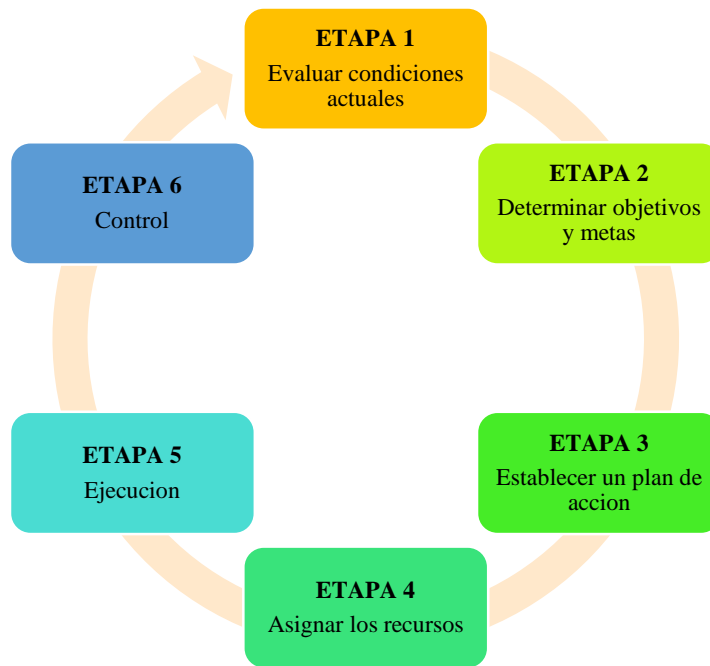 ETAPA 1
Evaluar condiciones
actuales
ETAPA 2
Determinar objetivos
y metas
ETAPA 3
Establecer un plan de
accion
ETAPA 4
Asignar los recursos
ETAPA 5
Ejecucion
ETAPA 6
Control